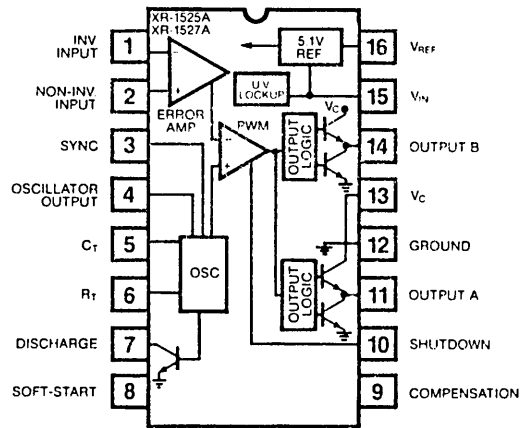 XR-1525A
XR-1527A
INV
INPUT
1
NON-INV.
INPUT
2
SYNC
3
OSCILLATOR
OUTPUT
4
CT
5
RT
6
DISCHARGE
7
SOFT-START
8
- 
+
ERROR
AMP
5.1V
REF
U.V.
LOCKUP
PWM
-
+
VC
OUTPUT
LOGIC
OSC
OUTPUT
LOGIC
16
VREF
15
VIN
14
OUTPUT B
13
VC
12
GROUND
11
OUTPUT A
10
SHUTDOWN
9
COMPENSATION